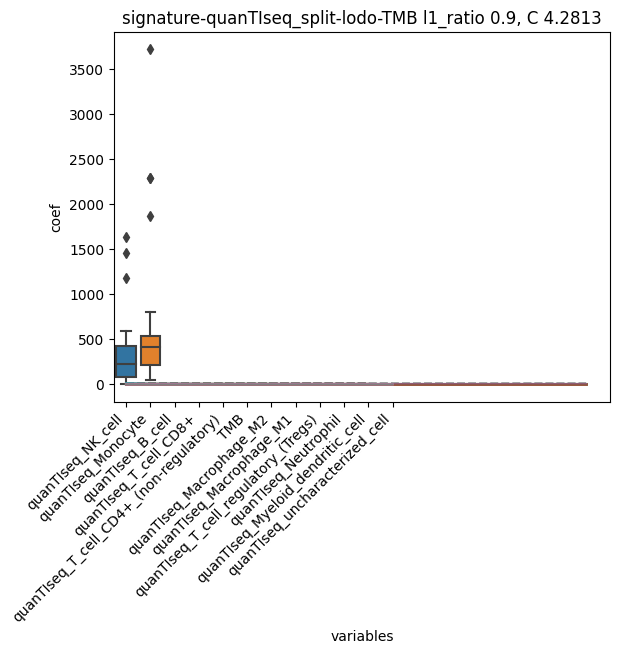 signature-quanTIseq_split-lodo-TMB l1_ratio 0.9, C 4.2813
3500
3000
2500
2000
1500
1000
500
0
coef
quanTIseq_NK_cell
quanTIseq_Monocyte
quanTIseq_B_cell
quanTIseq_T_cell_CD8+
quanTIseq_T_cell_CD4+_(non-regulatory)
TMB
quanTIseq_Macrophage_M2
quanTIseq_Macrophage_M1
quanTIseq_T_cell_regulatory_(Tregs)
quanTIseq_Neutrophil
quanTIseq_Myeloid_dendritic_cell
quanTIseq_uncharacterized_cell
variables